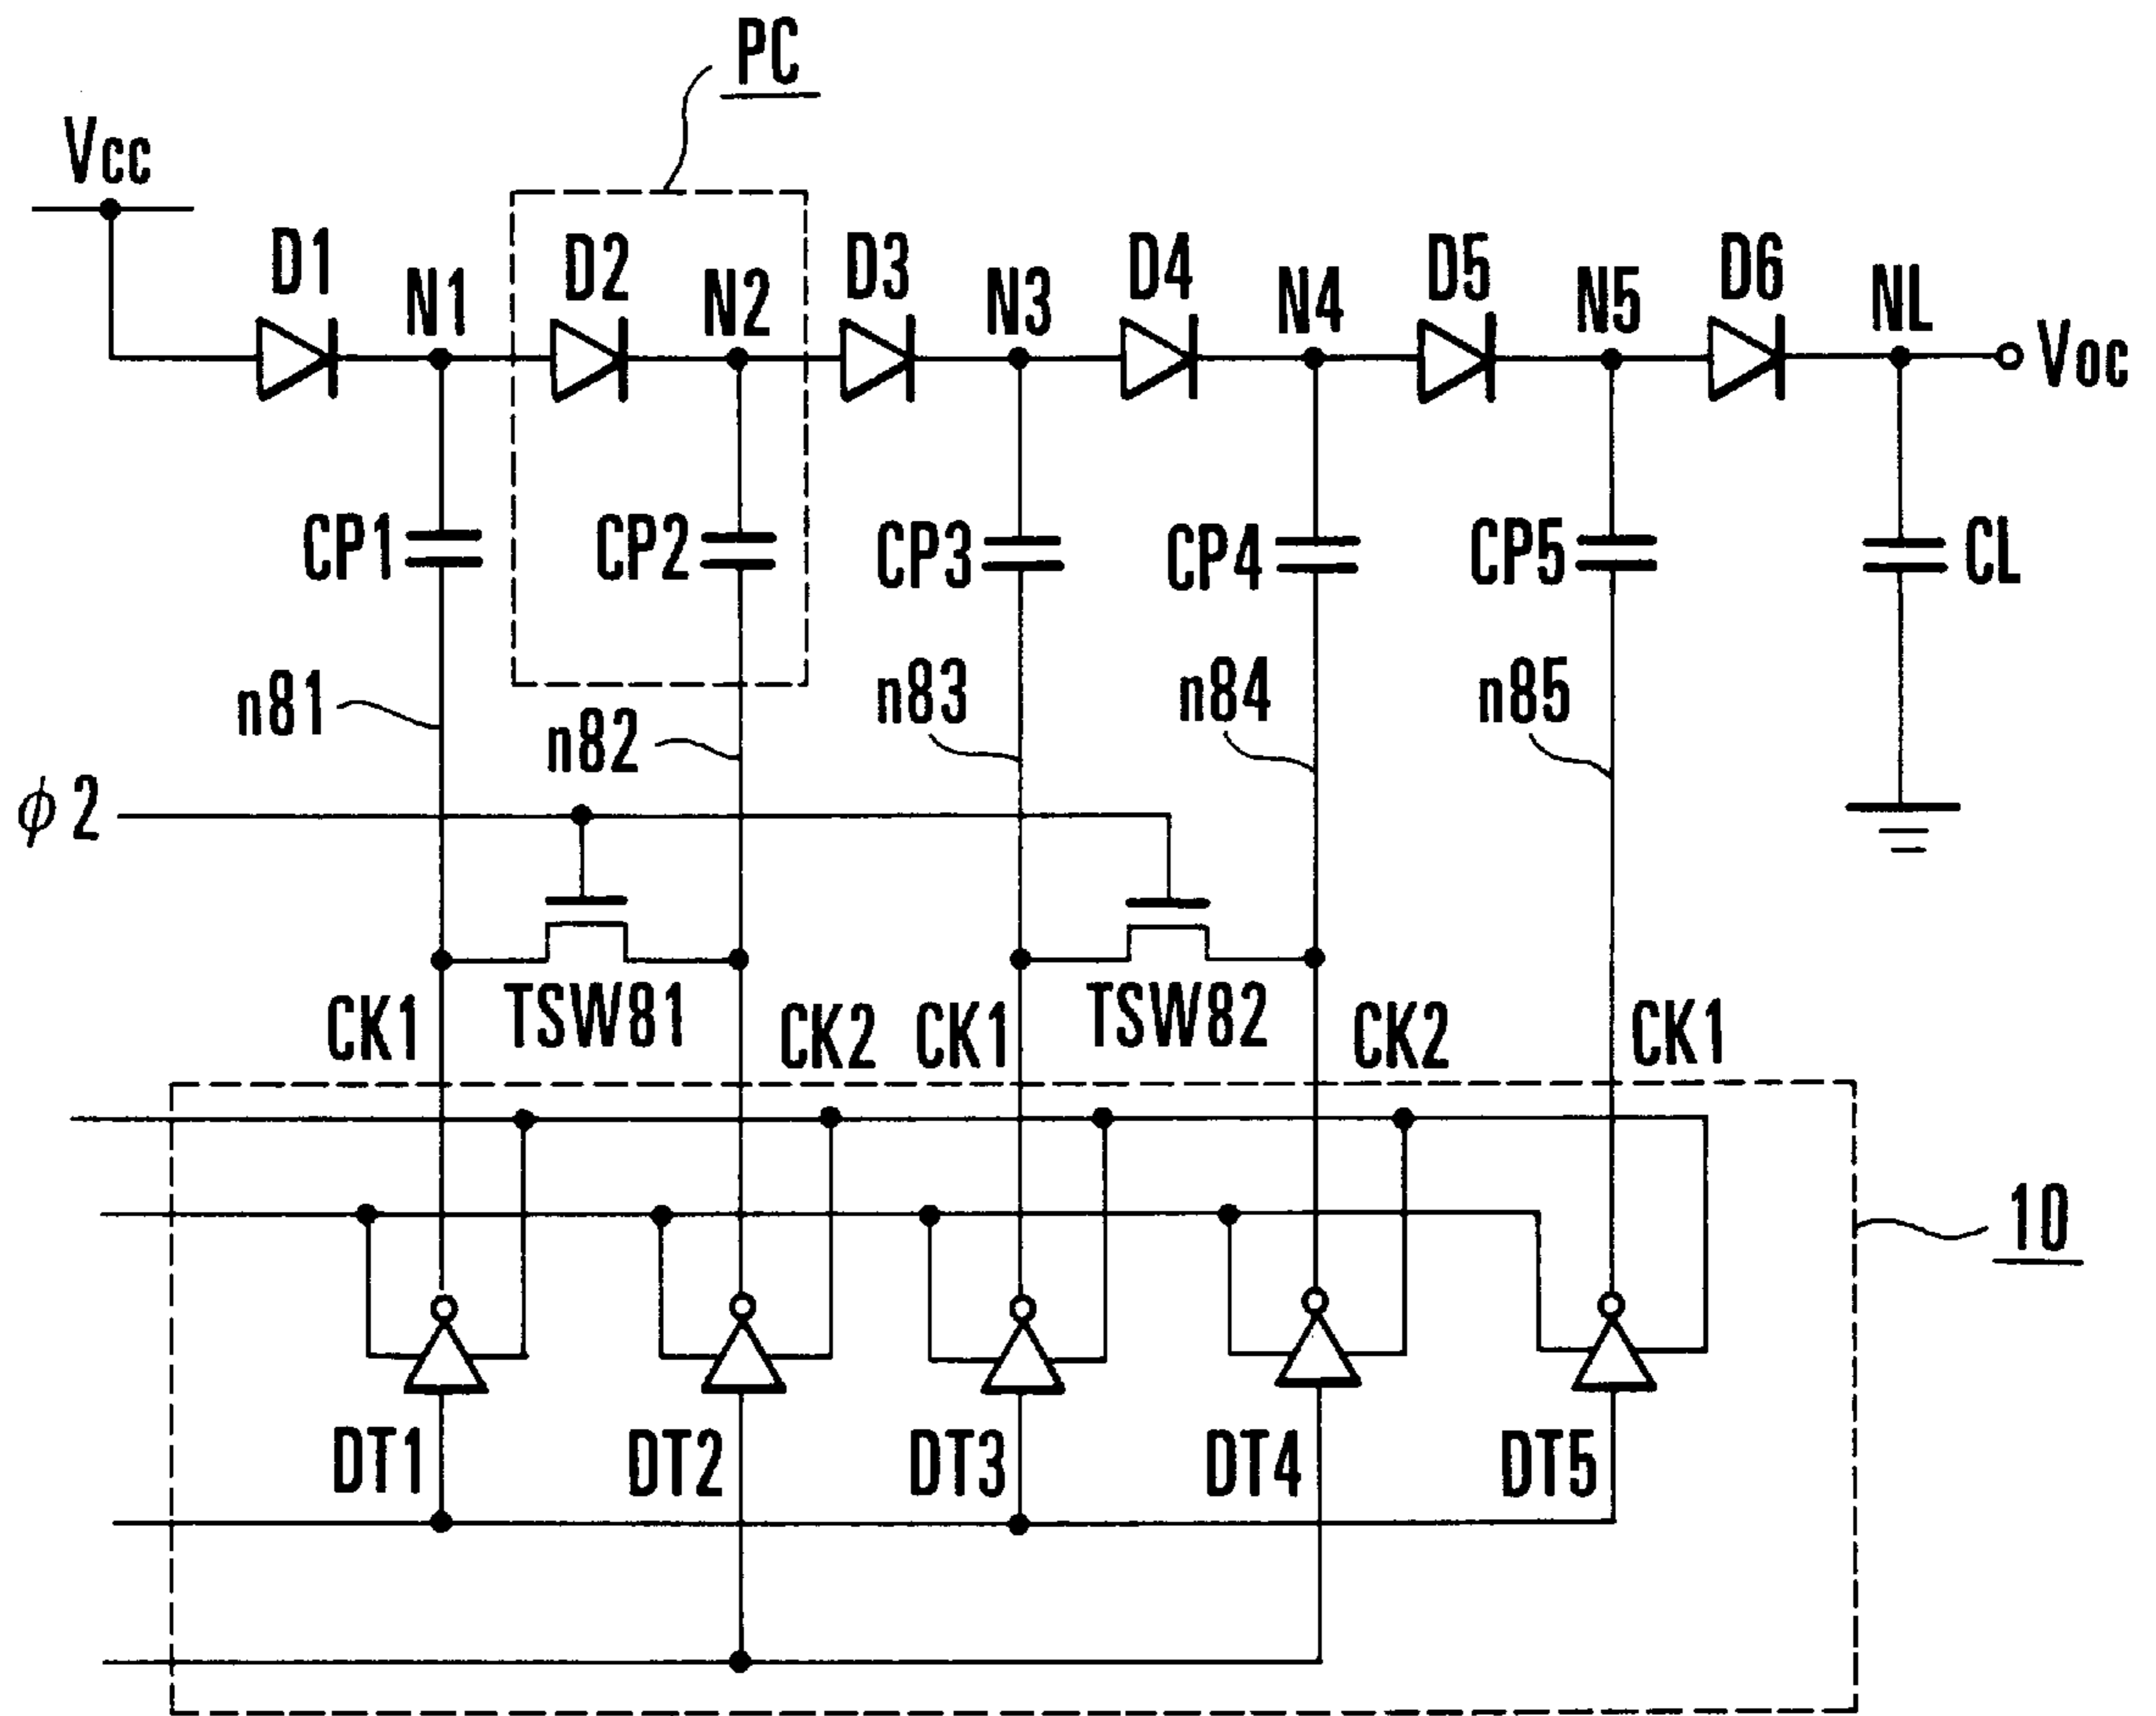 PC
Vcc
D1 N1 D2 N2 D3 N3 D4 N4 D5 N5 D6 NL
Voc
CP1 CP2 CP3 CP4 CP5 CL
n81 n82 n83 n84 n85
ϕ2
TSW81 TSW82
CK1 CK2 CK1 CK2 CK1
10
DT1 DT2 DT3 DT4 DT5